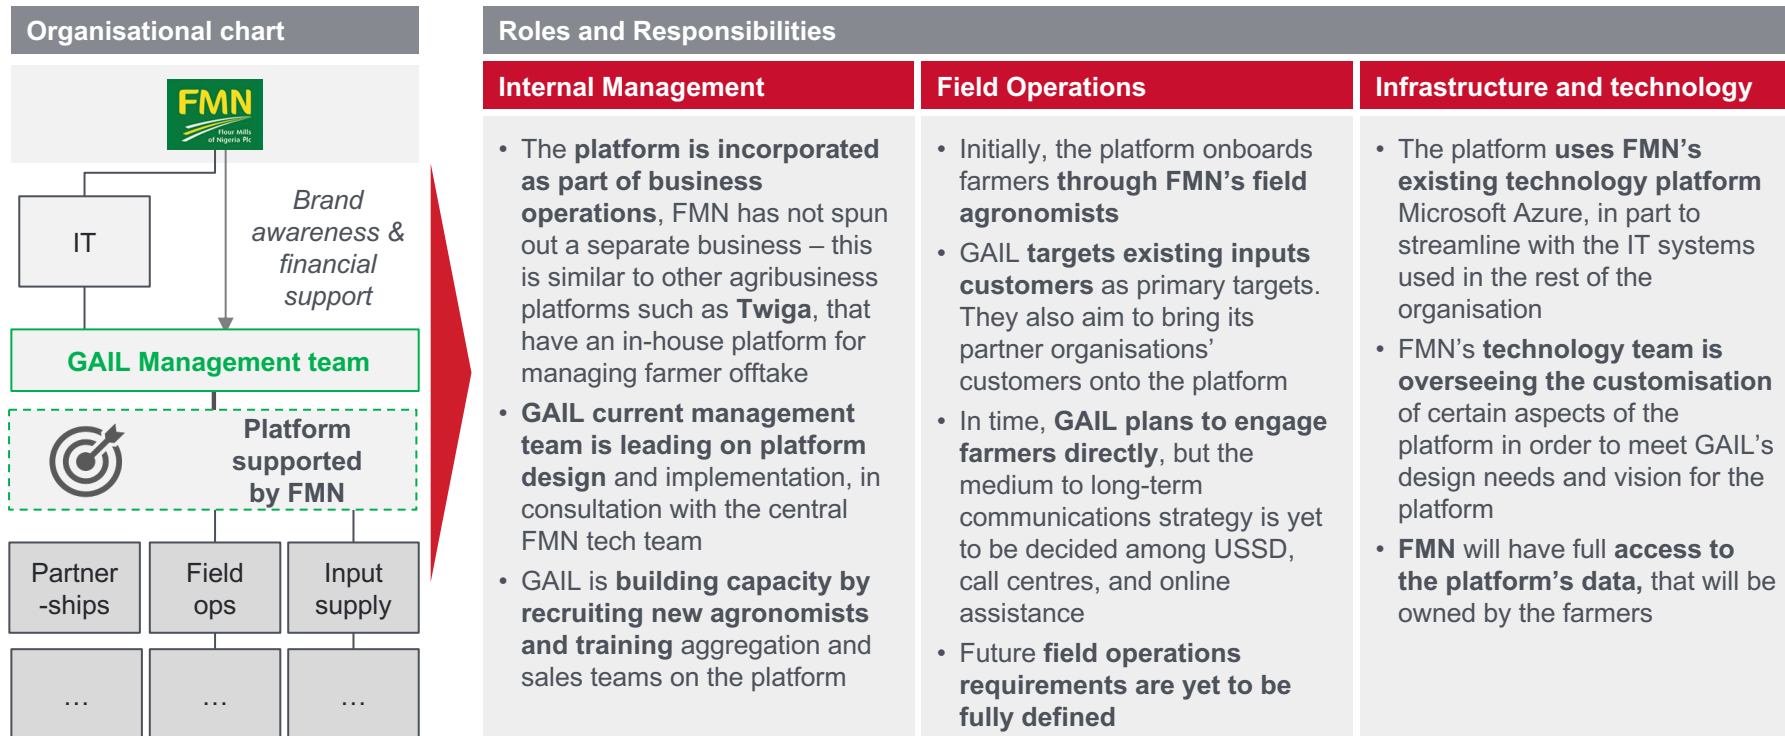 Organisational chart
FMN
Flour Mills
of Nigeria Plc
IT
Brand
awareness &
financial
support
GAIL Management team
Platform
supported
by FMN
Partner
-ships
Field
ops
Input
supply
…
…
…
Roles and Responsibilities
Internal Management
• The platform is incorporated
as part of business
operations, FMN has not spun
out a separate business – this
is similar to other agribusiness
platforms such as Twiga, that
have an in-house platform for
managing farmer offtake
• GAIL current management
team is leading on platform
design and implementation, in
consultation with the central
FMN tech team
• GAIL is building capacity by
recruiting new agronomists
and training aggregation and
sales teams on the platform
Field Operations
• Initially, the platform onboards
farmers through FMN’s field
agronomists
• GAIL targets existing inputs
customers as primary targets.
They also aim to bring its
partner organisations’
customers onto the platform
• In time, GAIL plans to engage
farmers directly, but the
medium to long-term
communications strategy is yet
to be decided among USSD,
call centres, and online
assistance
• Future field operations
requirements are yet to be
fully defined
Infrastructure and technology
• The platform uses FMN’s
existing technology platform
Microsoft Azure, in part to
streamline with the IT systems
used in the rest of the
organisation
• FMN’s technology team is
overseeing the customisation
of certain aspects of the
platform in order to meet GAIL’s
design needs and vision for the
platform
• FMN will have full access to
the platform’s data, that will be
owned by the farmers